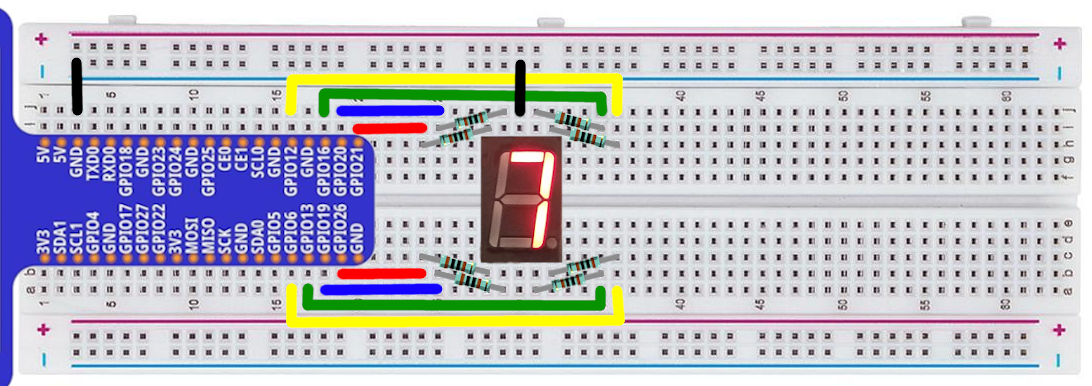 + +
1 5 10 15 40 45 50 55 60
j j
i i
h
g
f f
5V
5V
GND
TXD0
RXD0
GPIO18
GND
GPIO23
GPIO24
GND
GPIO25
CE0
CE1
SCL0
GND
GPIO12
GND
GPIO16
GPIO20
GPIO21
7
3V3
SDA1
SCL1
GPIO4
GND
GPIO17
GPIO27
GPIO22
3V3
MOSI
MISO
SCK
GND
SDA0
GPIO5
GPIO6
GPIO13
GPIO19
GPIO26
GND
e
d
c
b b
a a
1 5 10 15 40 45 50 55 60
+ +